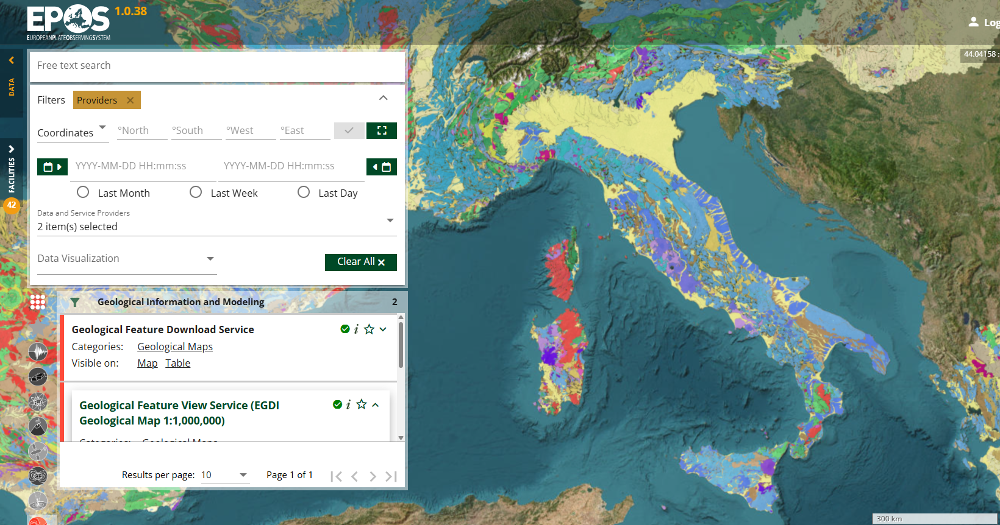 EPOS 1.0.38
EUROPEANPLATEOBSERVINGSYSTEM
Log
44.04158 :
DATA
FACILITIES
42
Free text search
Filters Providers
Coordinates °North °South °West °East
YYYY-MM-DD HH:mm:ss YYYY-MM-DD HH:mm:ss
Last Month Last Week Last Day
Data and Service Providers
2 item(s) selected
Data Visualization Clear All
Geological Information and Modeling 2
Geological Feature Download Service
Categories: Geological Maps
Visible on: Map Table
Geological Feature View Service (EGDI
Geological Map 1:1,000,000)
Categories: Geological Maps
Results per page: 10 Page 1 of 1
300 km